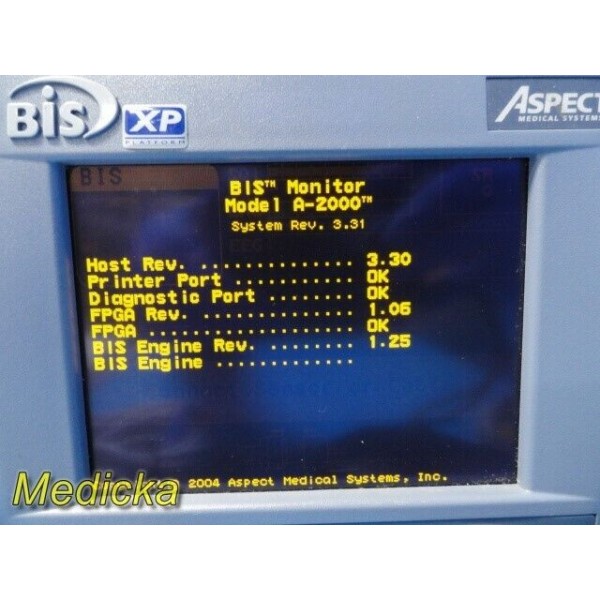 BIS XP ASPECT
PLATFORM MEDICAL SYSTEMS
BIS
BIS™ Monitor
Model A-2000™
System Rev. 3.31
Host Rev. ............... 3.30
Printer Port ............ OK
Diagnostic Port ......... OK
FPGA Rev. ............... 1.06
FPGA .................... OK
BIS Engine Rev. ........ 1.25
BIS Engine .............
2004 Aspect Medical Systems, Inc.
Medicka